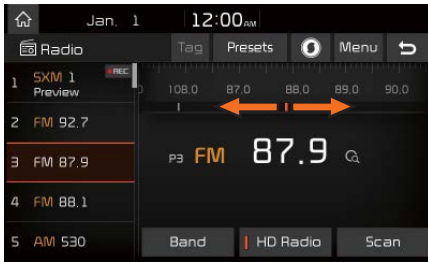 Jan. 1 12:00 AM
Radio Tag Presets Menu
1 SXM 1 REC
Preview
108.0 87.0 88.0 89.0 90.0
2 FM 92.7
3 FM 87.9
P3 FM 87.9
4 FM 88.1
5 AM 530
Band HD Radio Scan